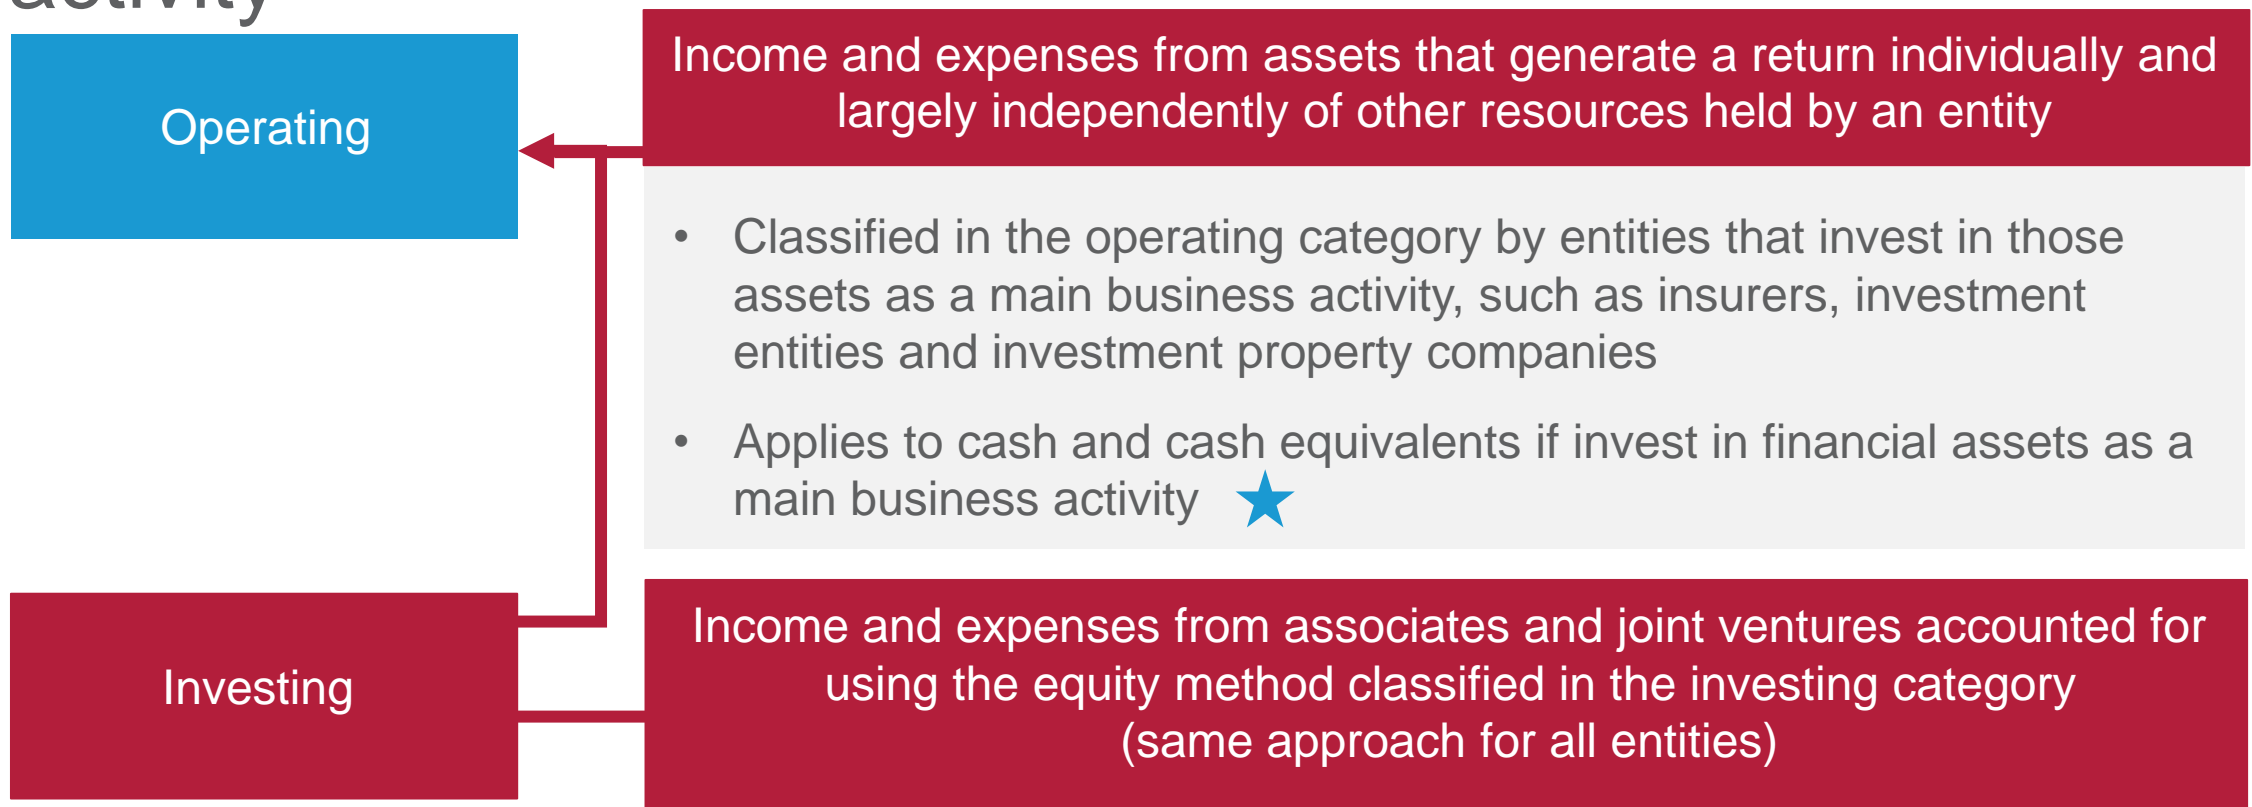 activity
Operating
Income and expenses from assets that generate a return individually and
largely independently of other resources held by an entity
• Classified in the operating category by entities that invest in those
assets as a main business activity, such as insurers, investment
entities and investment property companies
• Applies to cash and cash equivalents if invest in financial assets as a
main business activity
Investing
Income and expenses from associates and joint ventures accounted for
using the equity method classified in the investing category
(same approach for all entities)